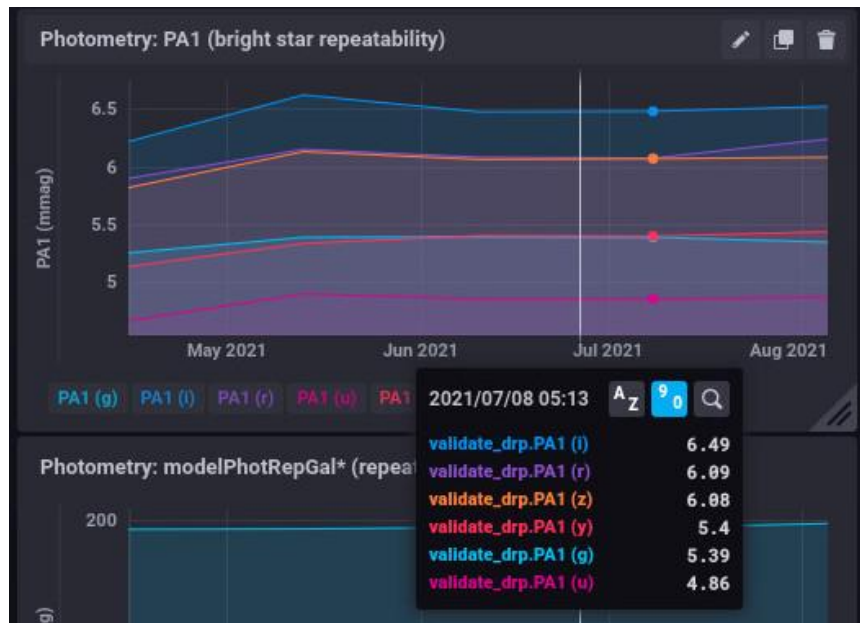 Photometry: PA1 (bright star repeatability)
6.5
6
5.5
5
PA1 (mmag)
May 2021 Jun 2021 Jul 2021 Aug 2021
PA1 (g) PA1 (i) PA1 (r) PA1 (u) PA1
2021/07/08 05:13 A Z 9 0
validate_drp.PA1 (i) 6.49
validate_drp.PA1 (r) 6.09
validate_drp.PA1 (z) 6.08
validate_drp.PA1 (y) 5.4
validate_drp.PA1 (g) 5.39
validate_drp.PA1 (u) 4.86
Photometry: modelPhotRepGal* (repea
200
g)